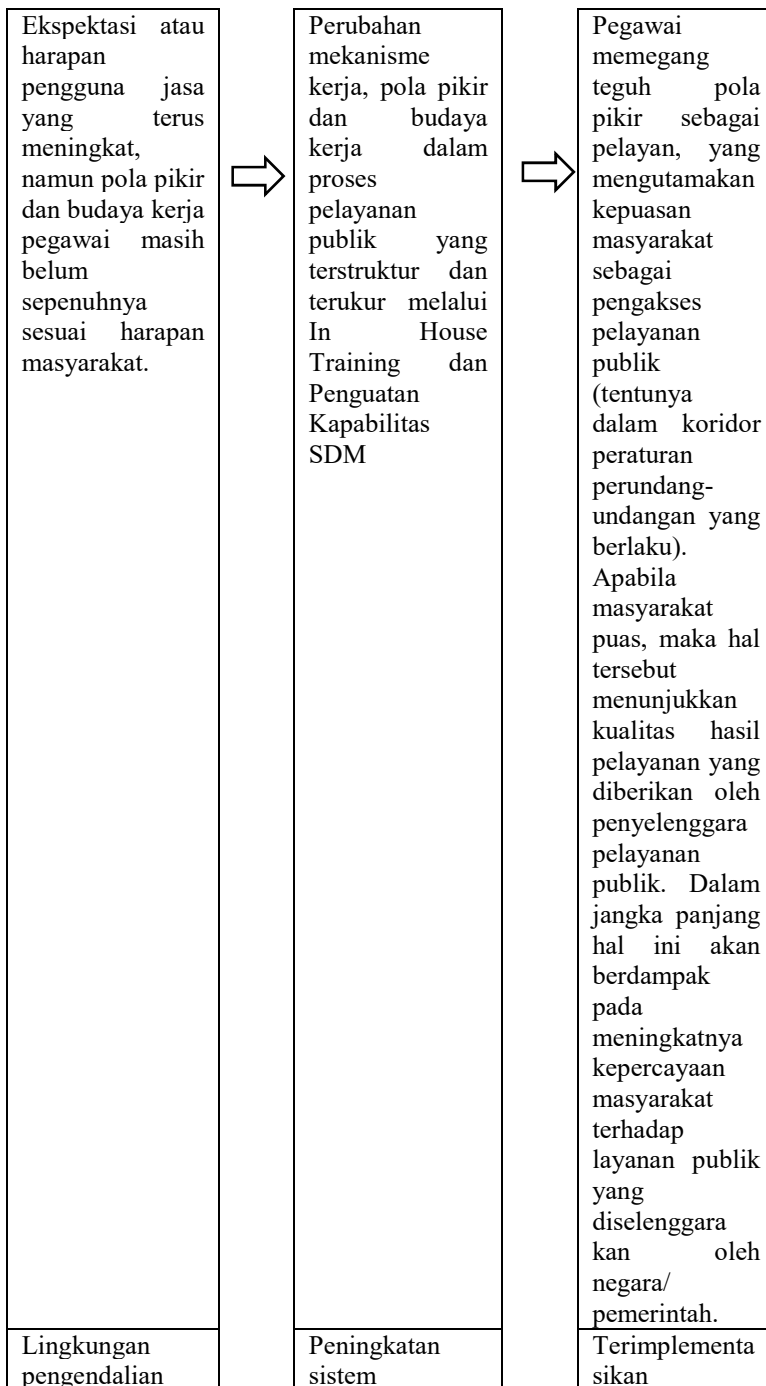 Ekspektasi atau
harapan
pengguna jasa
yang terus
meningkat,
namun pola pikir
dan budaya kerja
pegawai masih
belum
sepenuhnya
sesuai harapan
masyarakat.
Perubahan
mekanisme
kerja, pola pikir
dan budaya
kerja dalam
proses
pelayanan
publik yang
terstruktur dan
terukur melalui
In House
Training dan
Penguatan
Kapabilitas
SDM
Pegawai
memegang
teguh pola
pikir sebagai
pelayan, yang
mengutamakan
kepuasan
masyarakat
sebagai
pengakses
pelayanan
publik
(tentunya
dalam koridor
peraturan
perundang-
undangan yang
berlaku).
Apabila
masyarakat
puas, maka hal
tersebut
menunjukkan
kualitas hasil
pelayanan yang
diberikan oleh
penyelenggara
pelayanan
publik. Dalam
jangka panjang
hal ini akan
berdampak
pada
meningkatnya
kepercayaan
masyarakat
terhadap
layanan publik
yang
diselenggara
kan oleh
negara/
pemerintah.
Lingkungan
pengendalian
Peningkatan
sistem
Terimplementa
sikan